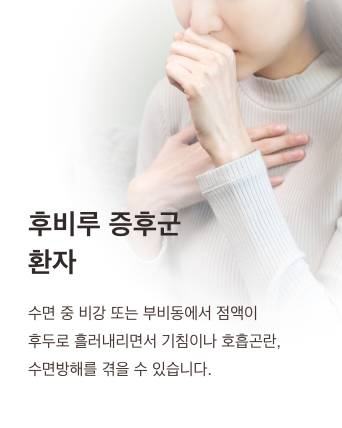 후비루 증후군
환자
수면 중 비강 또는 부비동에서 점액이
후두로 흘러내리면서 기침이나 호흡곤란,
수면방해를 겪을 수 있습니다.